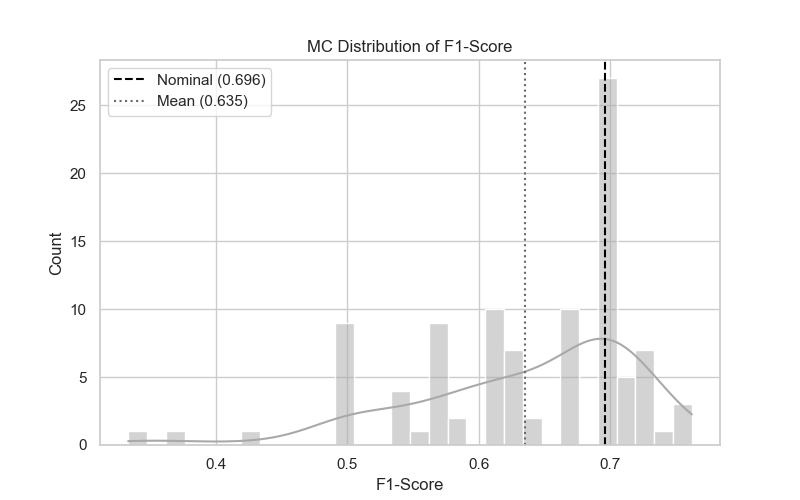 MC Distribution of F1-Score
Nominal (0.696)
Mean (0.635)
25
20
15
10
5
0
Count
0.4 0.5 0.6 0.7
F1-Score